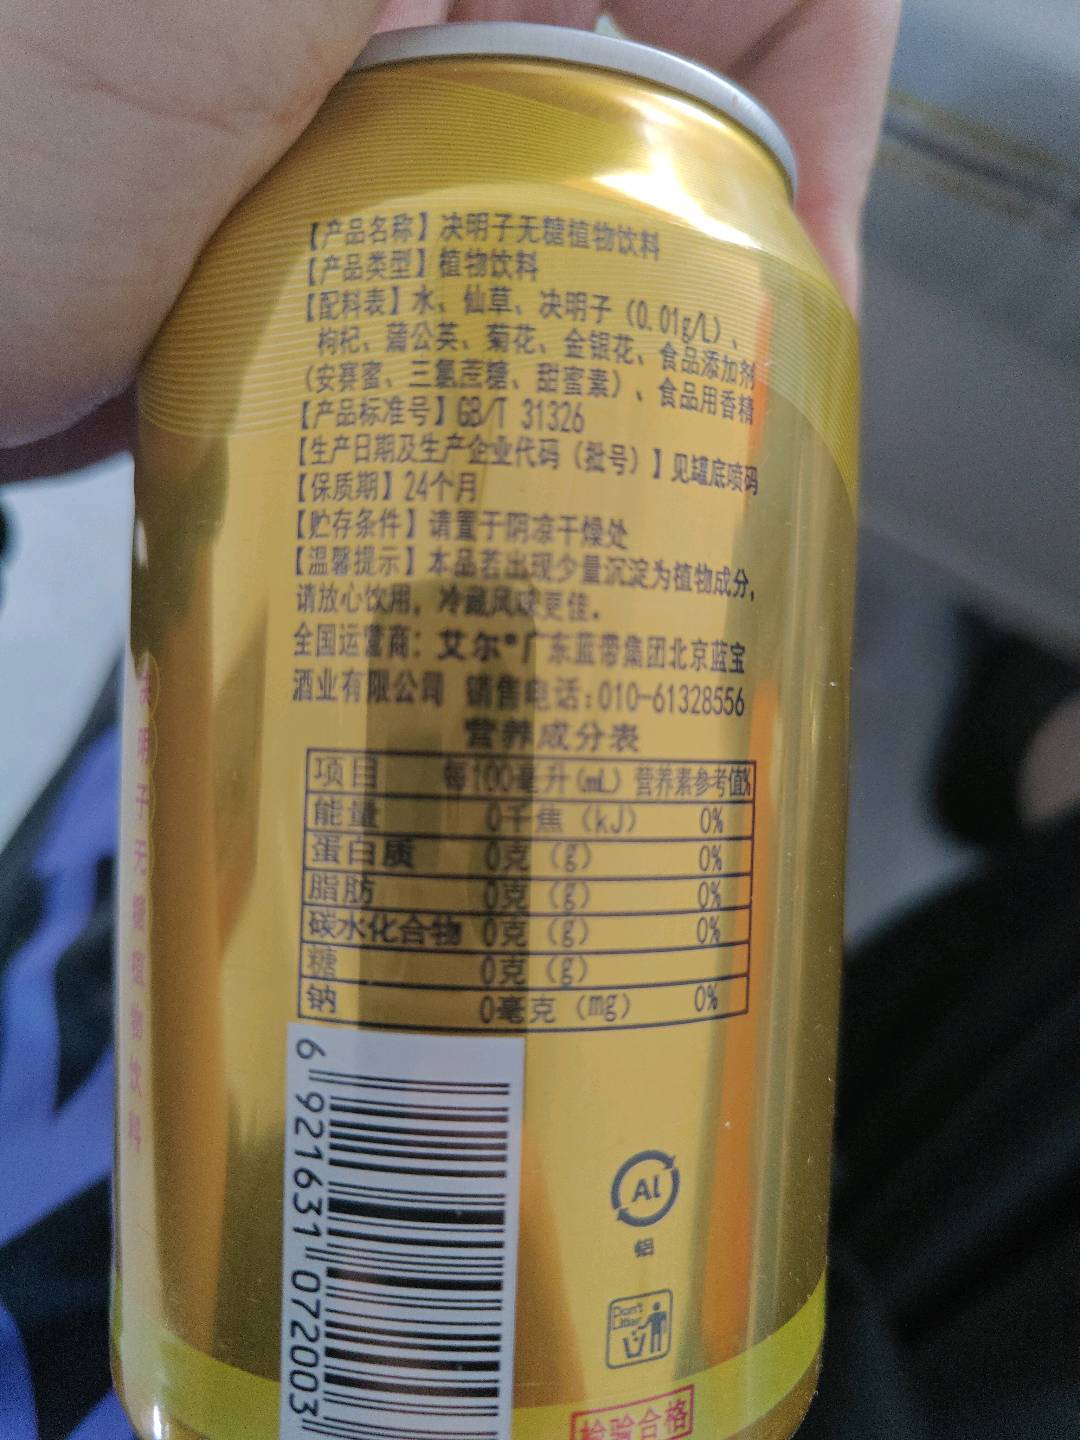 【产品名称】决明子无糖植物饮料
【产品类型】植物饮料
【配料表】水、仙草、决明子（0.01g/L）、
枸杞、蒲公英、菊花、金银花、食品添加剂
（安赛蜜、三氯蔗糖、甜蜜素）、食品用香精
【产品标准号】GB/T 31326
【生产日期及生产企业代码（批号）】见罐底喷码
【保质期】24个月
【贮存条件】请置于阴凉干燥处
【温馨提示】本品若出现少量沉淀为植物成分，
请放心饮用，冷藏风味更佳。
全国运营商：艾尔®广东蓝带集团北京蓝宝
酒业有限公司 销售电话：010-61328556
营养成分表
项目 每100毫升(mL) 营养素参考值%
能量 0千焦（kJ） 0%
蛋白质 0克（g） 0%
脂肪 0克（g） 0%
碳水化合物 0克（g） 0%
糖 0克（g）
钠 0毫克（mg） 0%
6 921631 072003
Al
铝
Don't Litter
检验合格
决明子无糖植物饮料